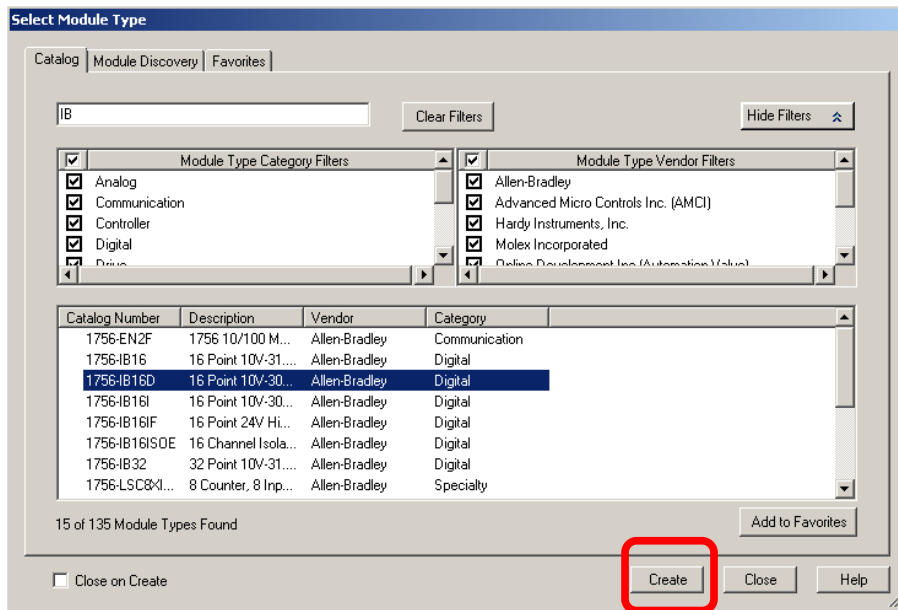 Select Module Type
Catalog Module Discovery Favorites
IB Clear Filters Hide Filters
Module Type Category Filters Module Type Vendor Filters
Analog Allen-Bradley
Communication Advanced Micro Controls Inc. (AMCI)
Controller Hardy Instruments, Inc.
Digital Molex Incorporated
Drive Online Development Inc (Automation Value)
Catalog Number Description Vendor Category
1756-EN2F 1756 10/100 M... Allen-Bradley Communication
1756-IB16 16 Point 10V-31.... Allen-Bradley Digital
1756-IB16D 16 Point 10V-30... Allen-Bradley Digital
1756-IB16I 16 Point 10V-30... Allen-Bradley Digital
1756-IB16IF 16 Point 24V Hi... Allen-Bradley Digital
1756-IB16ISOE 16 Channel Isola... Allen-Bradley Digital
1756-IB32 32 Point 10V-31.... Allen-Bradley Digital
1756-LSC8XI... 8 Counter, 8 Inp... Allen-Bradley Specialty
15 of 135 Module Types Found Add to Favorites
Close on Create Create Close Help